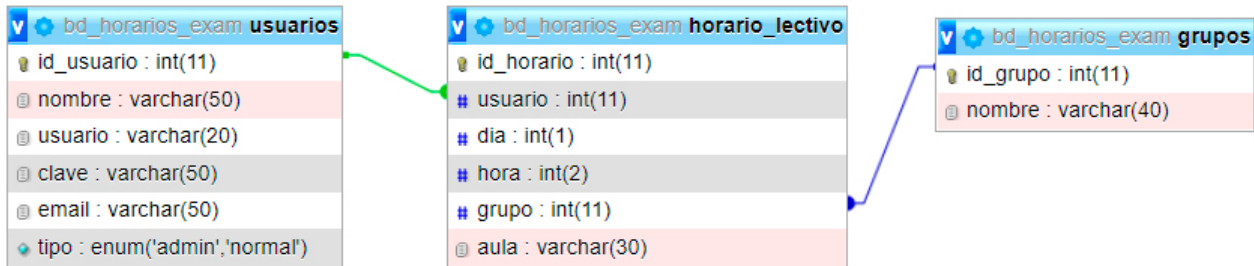 bd_horarios_exam usuarios
id_usuario : int(11)
nombre : varchar(50)
usuario : varchar(20)
clave : varchar(50)
email : varchar(50)
tipo : enum('admin','normal')
bd_horarios_exam horario_lectivo
id_horario : int(11)
usuario : int(11)
dia : int(1)
hora : int(2)
grupo : int(11)
aula : varchar(30)
bd_horarios_exam grupos
id_grupo : int(11)
nombre : varchar(40)